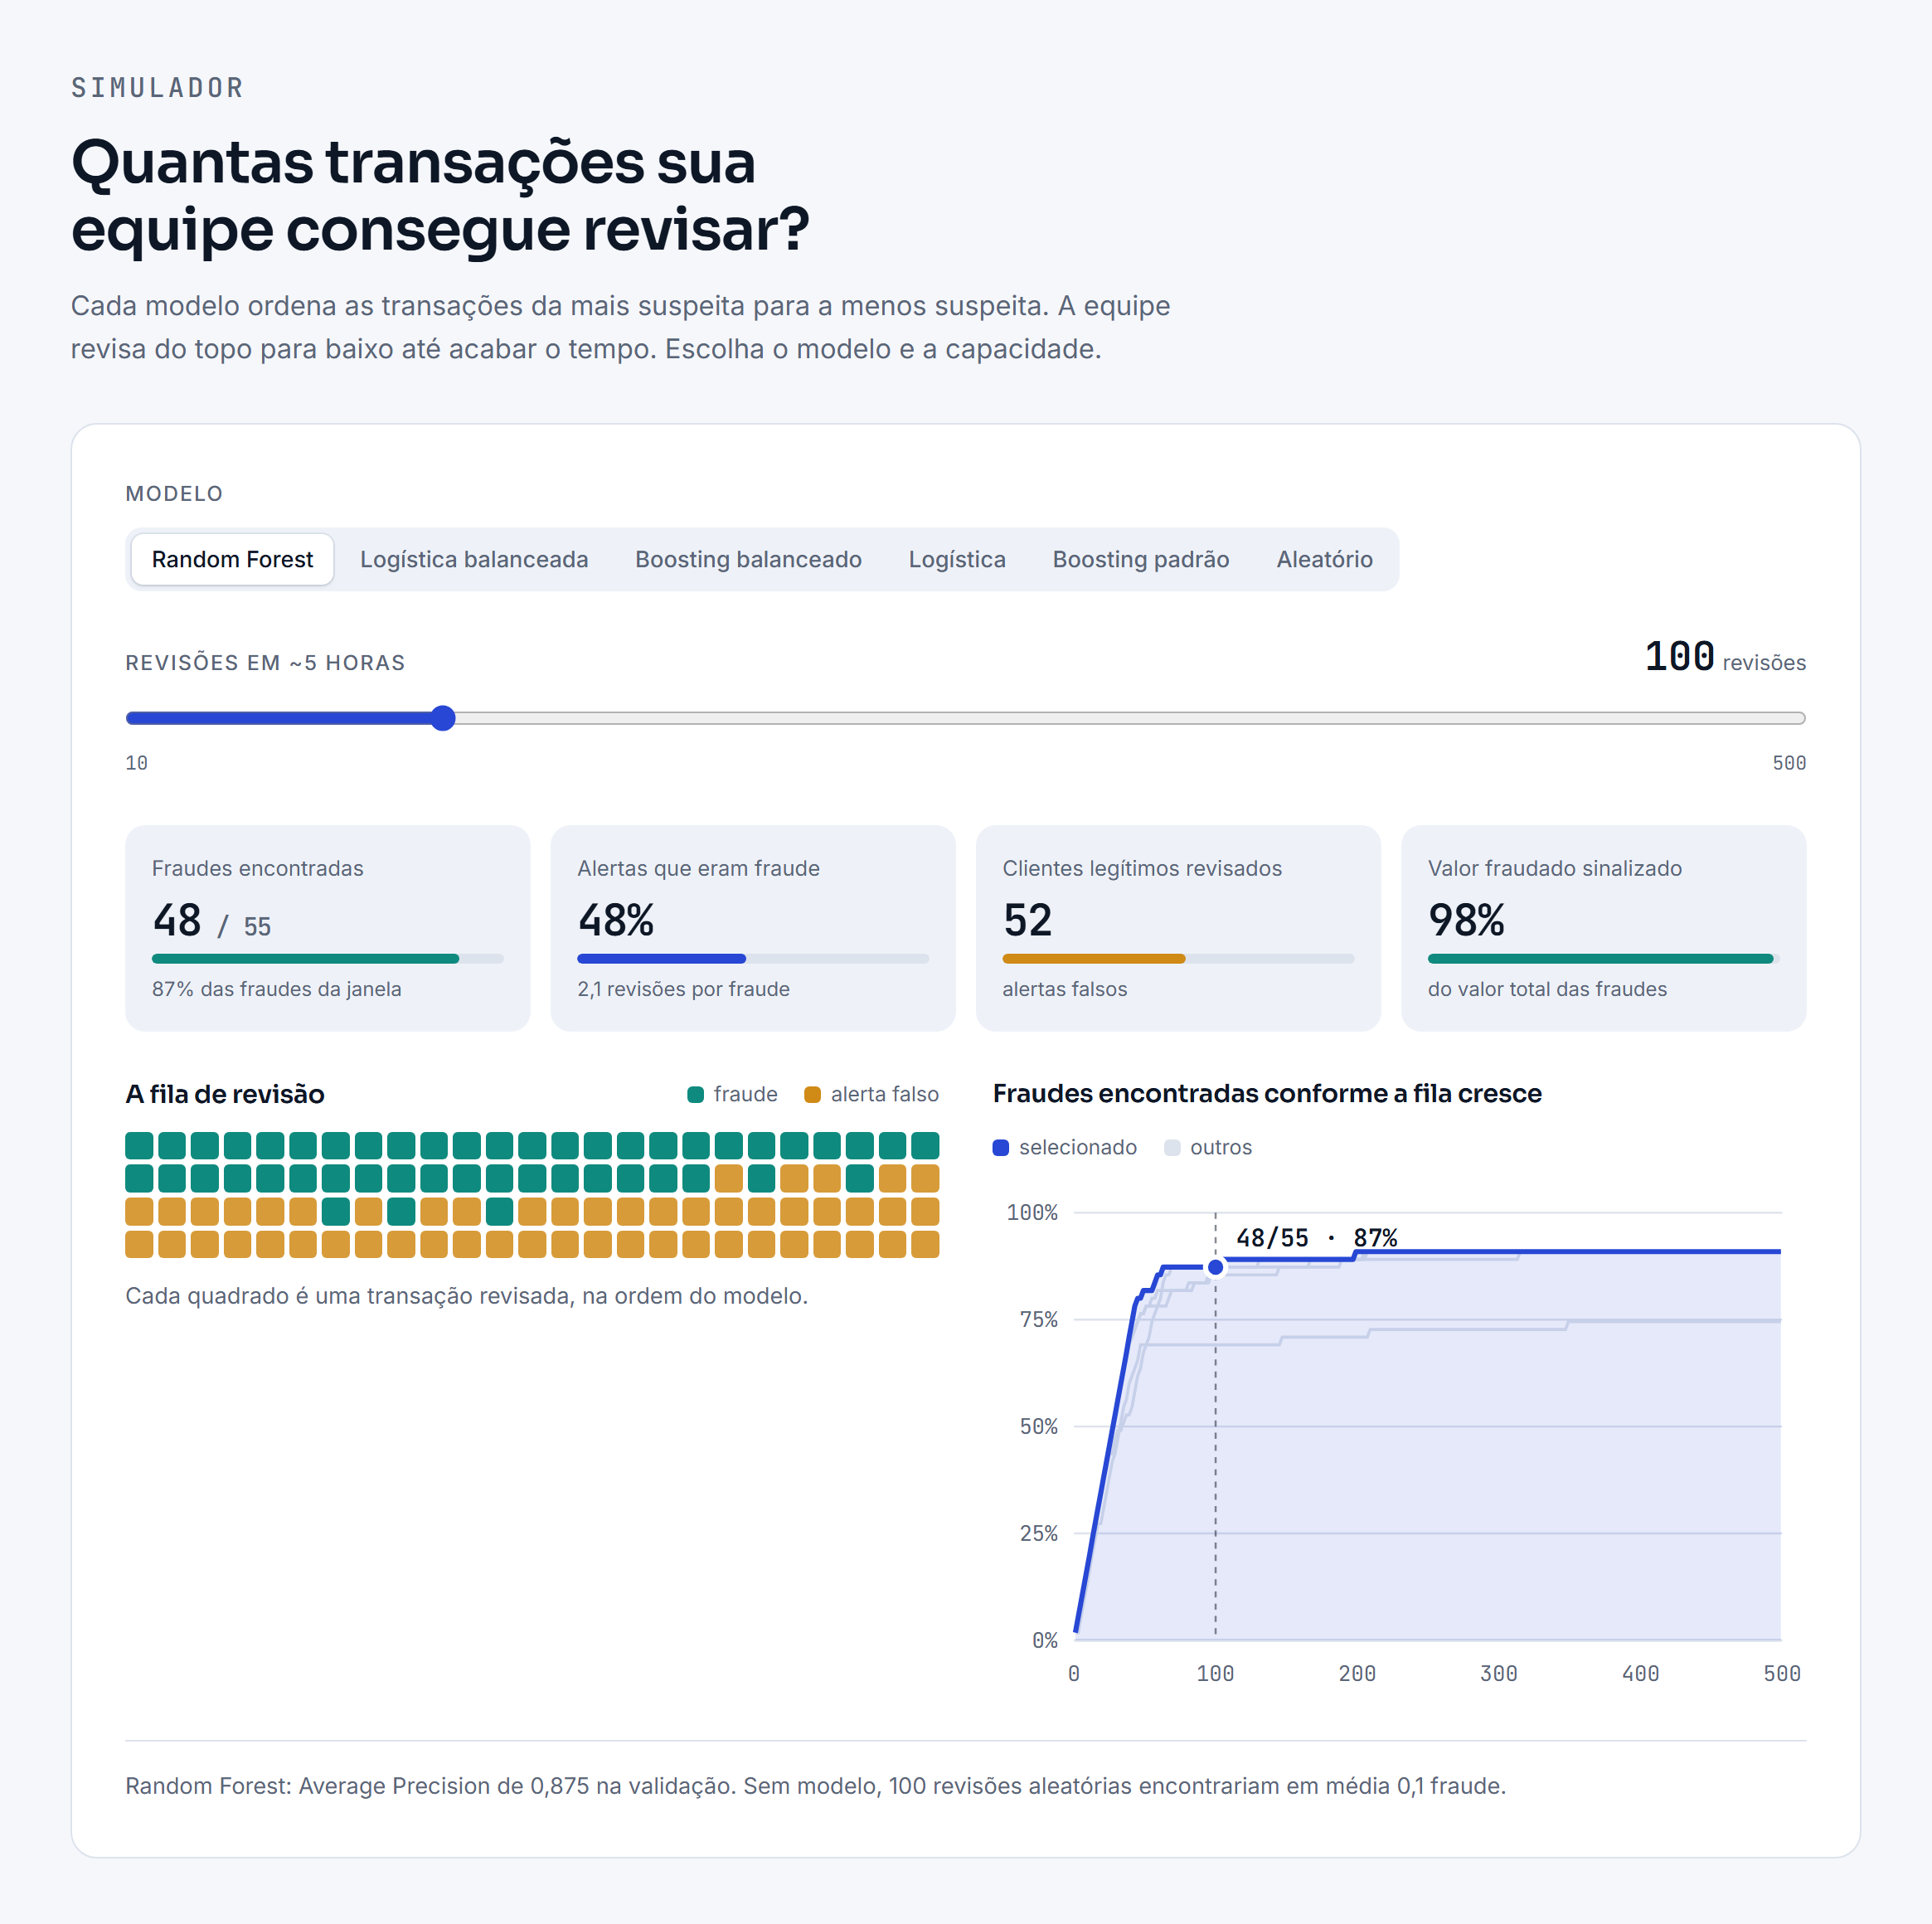 SIMULADOR
Quantas transações sua
equipe consegue revisar?
Cada modelo ordena as transações da mais suspeita para a menos suspeita. A equipe
revisa do topo para baixo até acabar o tempo. Escolha o modelo e a capacidade.
MODELO
Random Forest Logística balanceada Boosting balanceado Logística Boosting padrão Aleatório
REVISÕES EM ~5 HORAS 100 revisões
10 500
Fraudes encontradas
48 / 55
87% das fraudes da janela
Alertas que eram fraude
48%
2,1 revisões por fraude
Clientes legítimos revisados
52
alertas falsos
Valor fraudado sinalizado
98%
do valor total das fraudes
A fila de revisão fraude alerta falso
Cada quadrado é uma transação revisada, na ordem do modelo.
Fraudes encontradas conforme a fila cresce
selecionado outros
100%
48/55 · 87%
75%
50%
25%
0%
0 100 200 300 400 500
Random Forest: Average Precision de 0,875 na validação. Sem modelo, 100 revisões aleatórias encontrariam em média 0,1 fraude.